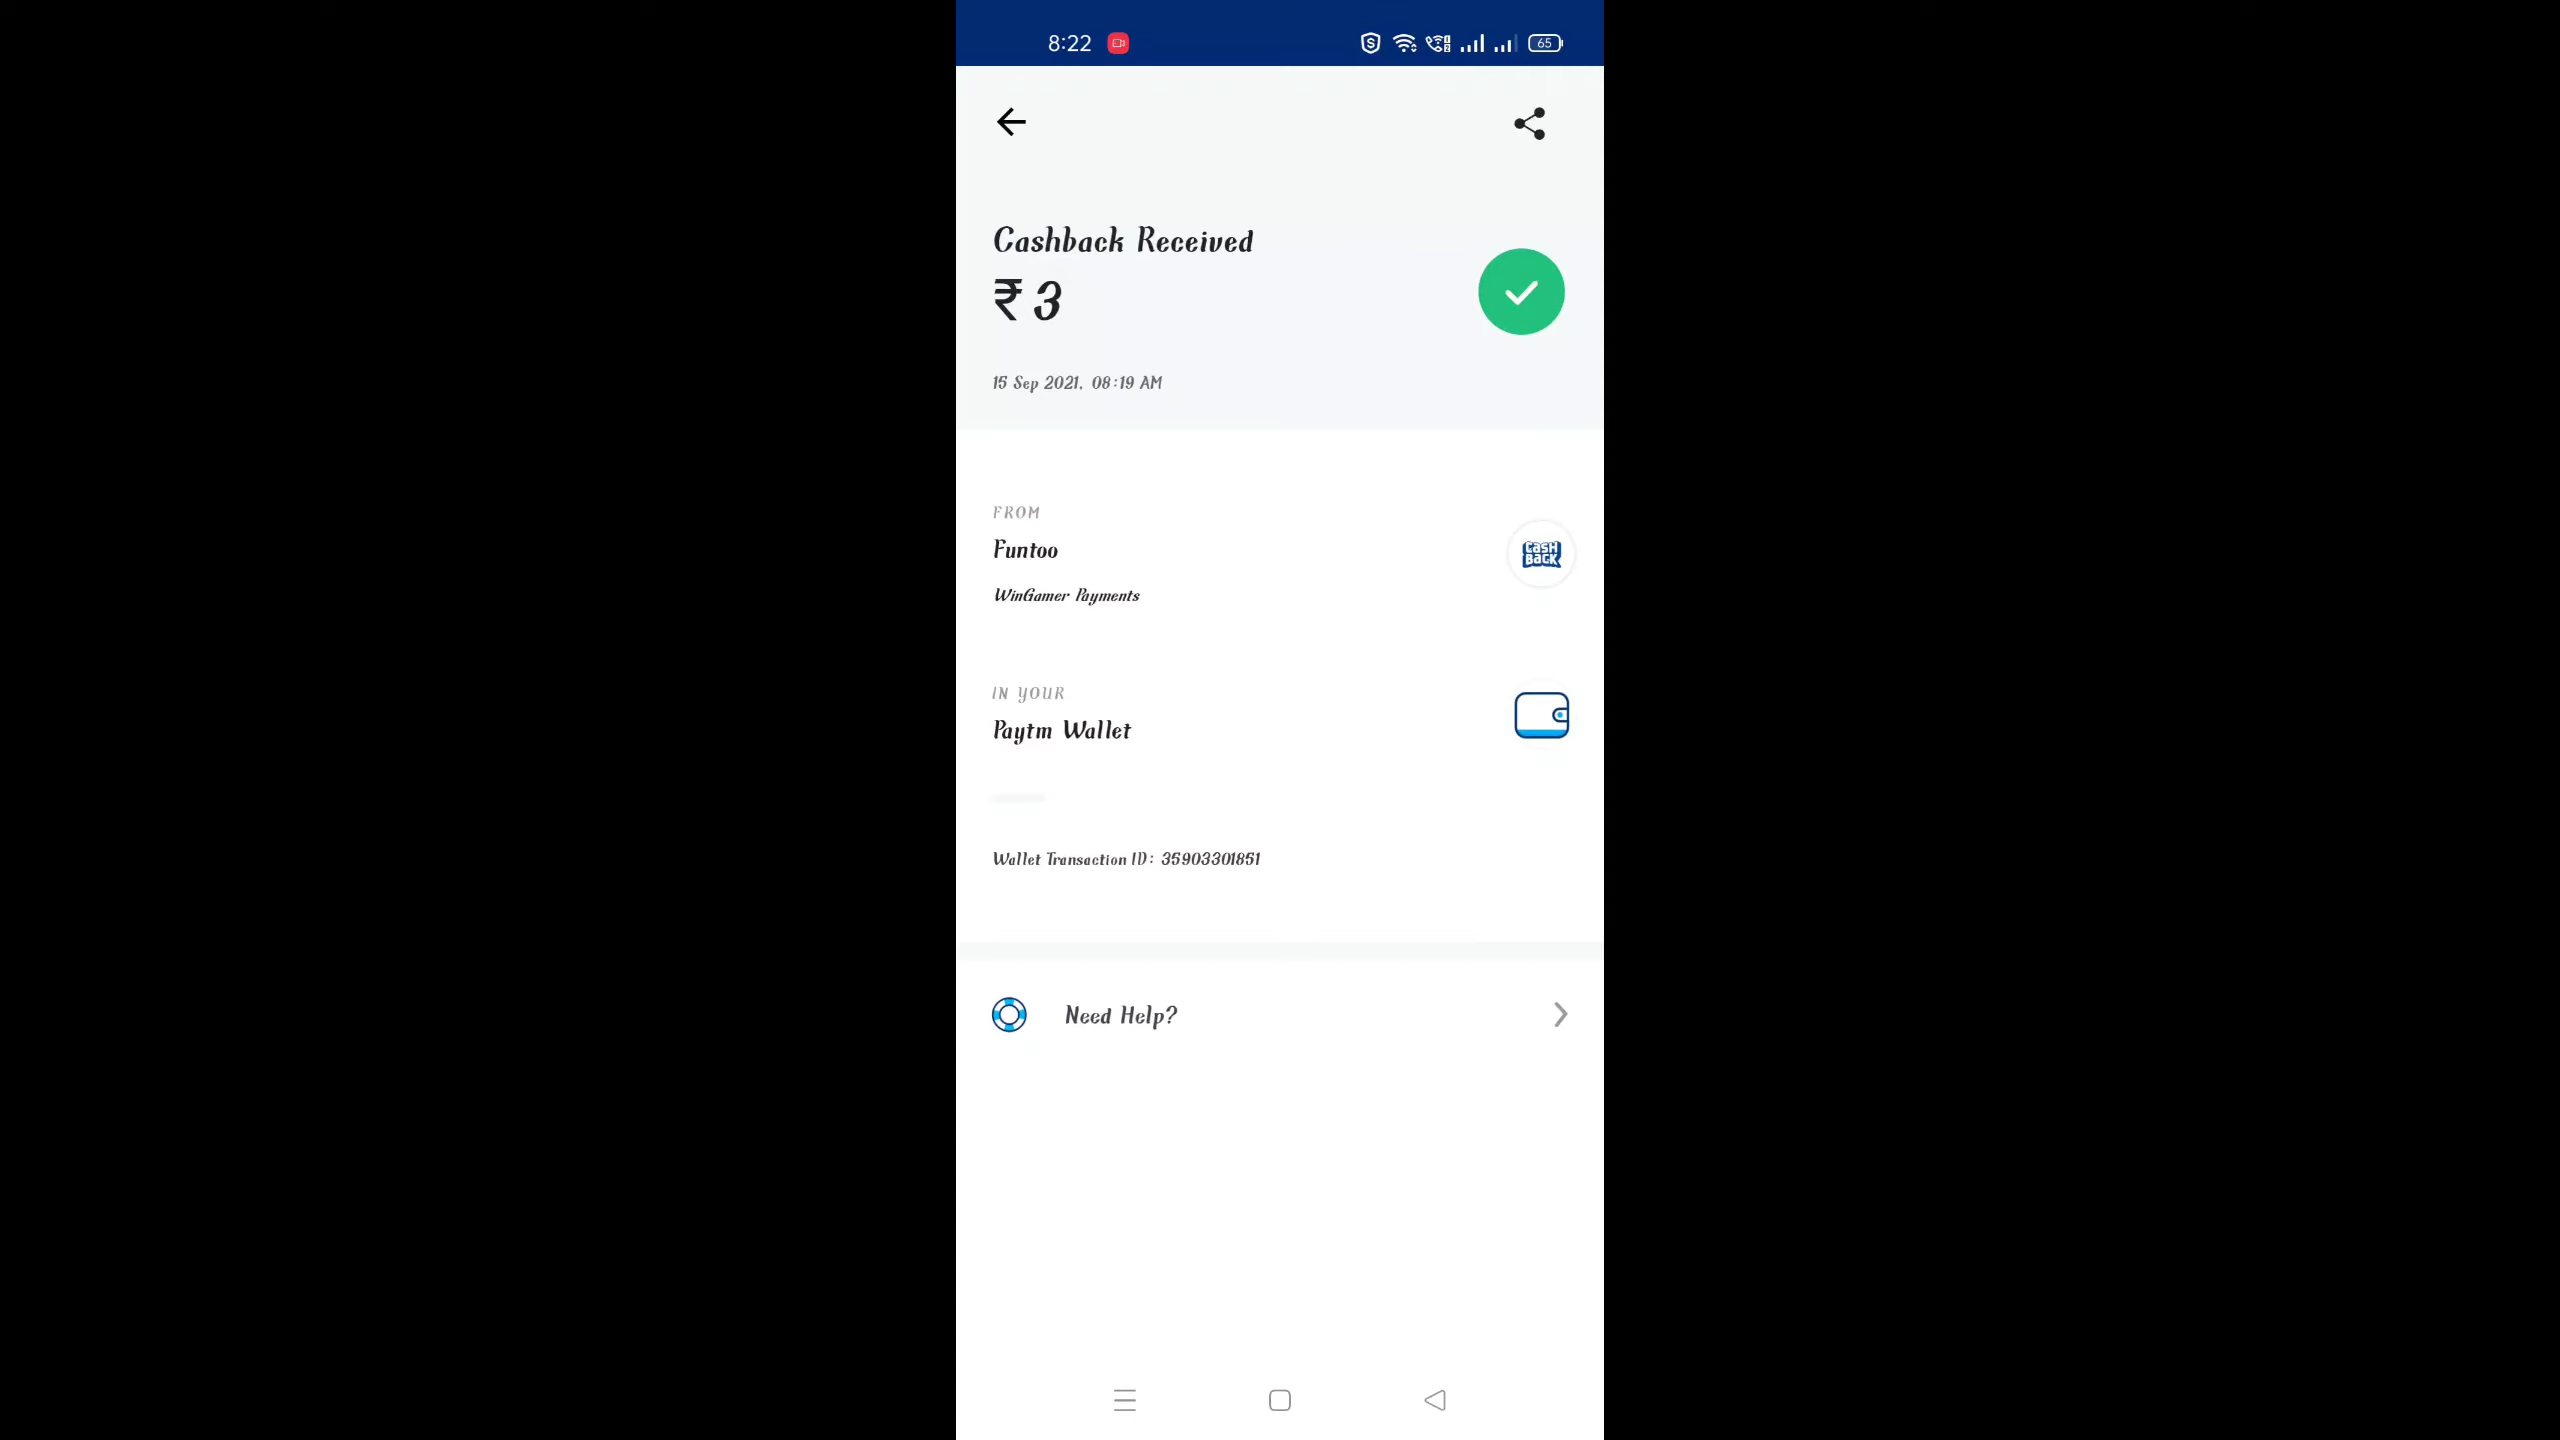 8:22
65
Cashback Received
₹3
15 Sep 2021, 08:19 AM
FROM
Funtoo
CASH BACK
WinGamer Payments
IN YOUR
Paytm Wallet
Wallet Transaction ID: 35903301851
Need Help?